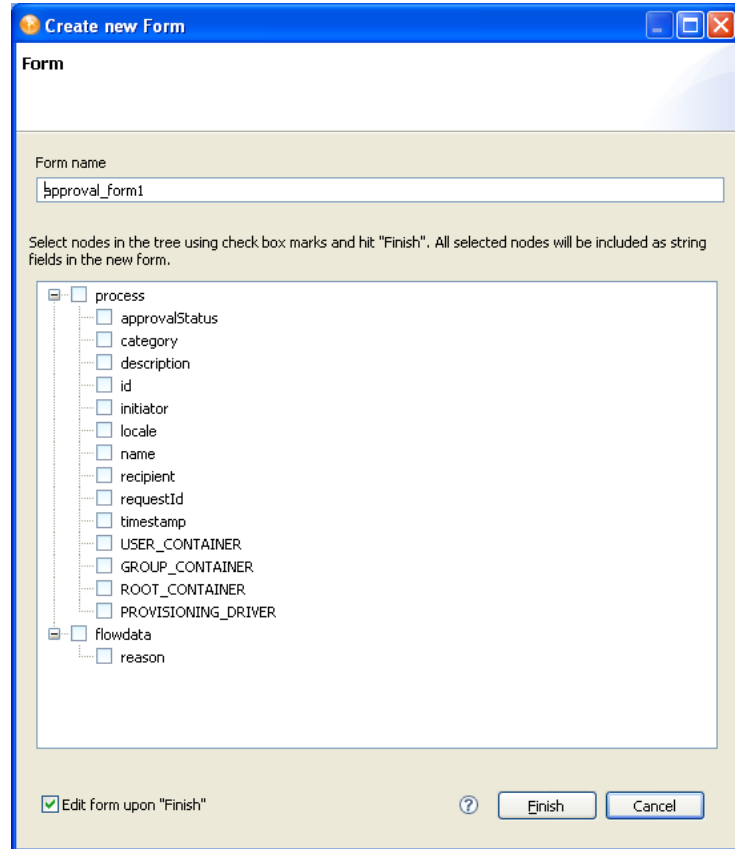 Create new Form
Form
Form name
approval_form1
Select nodes in the tree using check box marks and hit "Finish". All selected nodes will be included as string
fields in the new form.
process
approvalStatus
category
description
id
initiator
locale
name
recipient
requestId
timestamp
USER_CONTAINER
GROUP_CONTAINER
ROOT_CONTAINER
PROVISIONING_DRIVER
flowdata
reason
Edit form upon "Finish"
?
Finish
Cancel